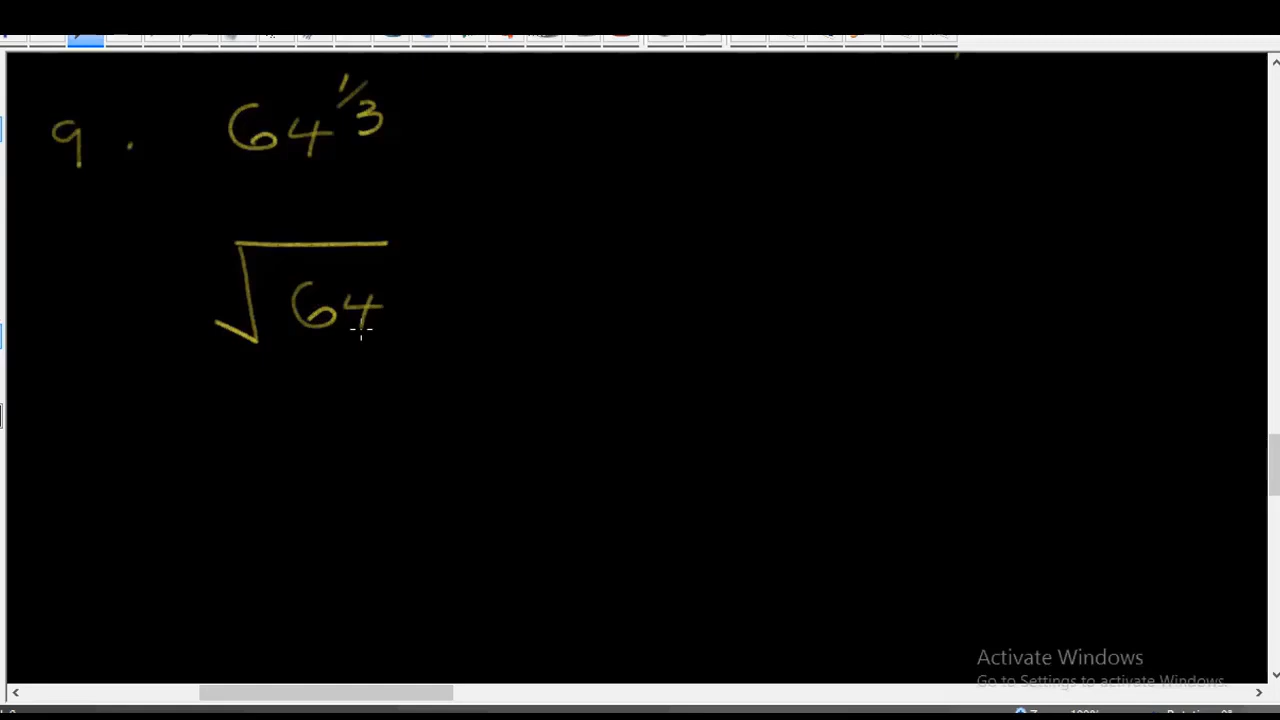 9. 64^1/3
√64
Activate Windows
Go to Settings to activate Windows.